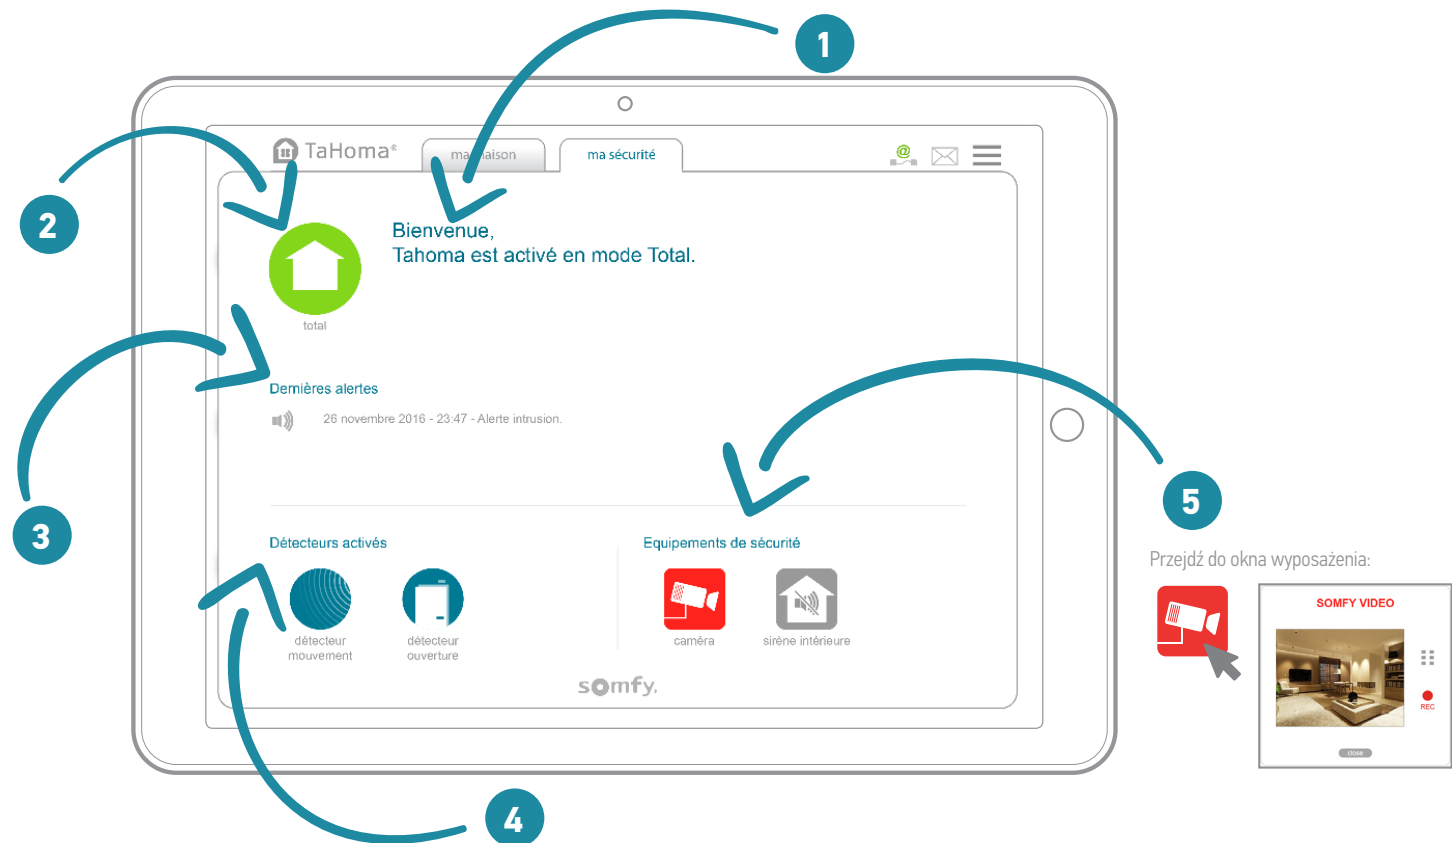 1
TaHoma®
ma maison
ma sécurité
@
2
Bienvenue,
Tahoma est activé en mode Total.
total
Dernières alertes
26 novembre 2016 - 23:47 - Alerte intrusion.
3
5
Détecteurs activés
Equipements de sécurité
Przejdź do okna wyposażenia:
détecteur
mouvement
détecteur
ouverture
caméra
sirène intérieure
SOMFY VIDEO
REC
close
somfy.
4